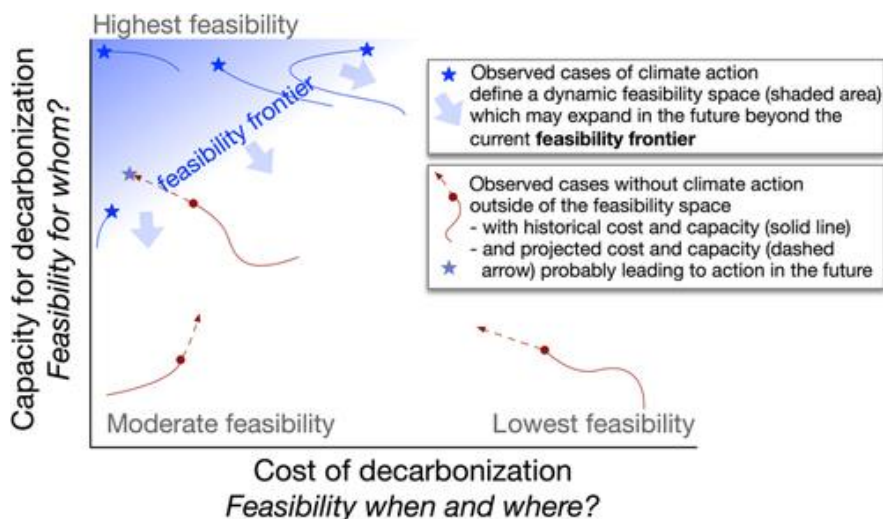 Highest feasibility
Capacity for decarbonization
Feasibility for whom?
feasibility frontier
Observed cases of climate action
define a dynamic feasibility space (shaded area)
which may expand in the future beyond the
current feasibility frontier
Observed cases without climate action
outside of the feasibility space
- with historical cost and capacity (solid line)
- and projected cost and capacity (dashed
arrow) probably leading to action in the future
Moderate feasibility
Lowest feasibility
Cost of decarbonization
Feasibility when and where?